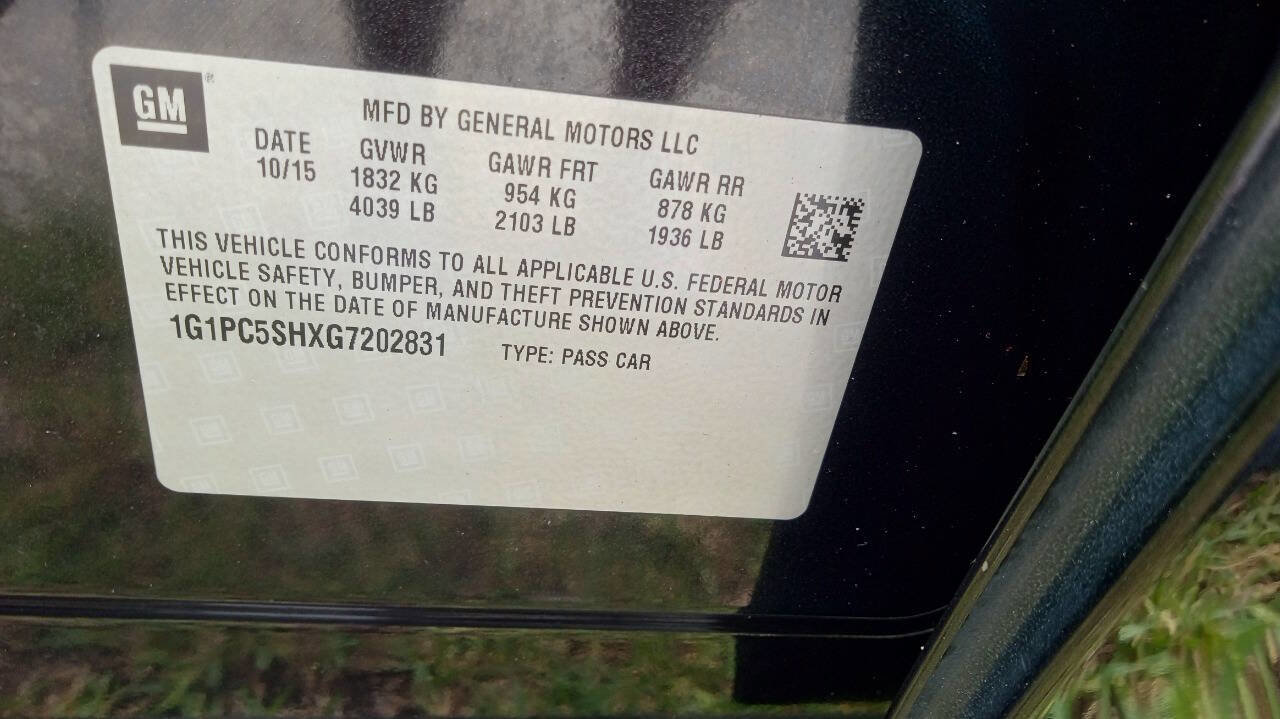 GM®
MFD BY GENERAL MOTORS LLC
DATE GVWR GAWR FRT GAWR RR
10/15 1832 KG 954 KG 878 KG
4039 LB 2103 LB 1936 LB
THIS VEHICLE CONFORMS TO ALL APPLICABLE U.S. FEDERAL MOTOR
VEHICLE SAFETY, BUMPER, AND THEFT PREVENTION STANDARDS IN
EFFECT ON THE DATE OF MANUFACTURE SHOWN ABOVE.
1G1PC5SHXG7202831 TYPE: PASS CAR